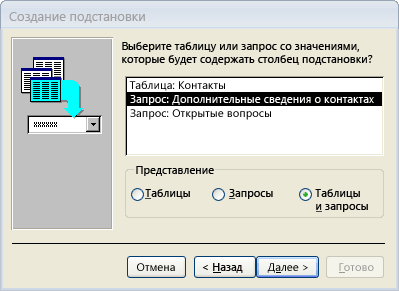 Создание подстановки
Выберите таблицу или запрос со значениями,
которые будет содержать столбец подстановки?
Таблица: Контакты
Запрос: Дополнительные сведения о контактах
Запрос: Открытые вопросы
xxxxxx
Представление
Таблицы
Запросы
Таблицы
и запросы
Отмена
< Назад
Далее >
Готово